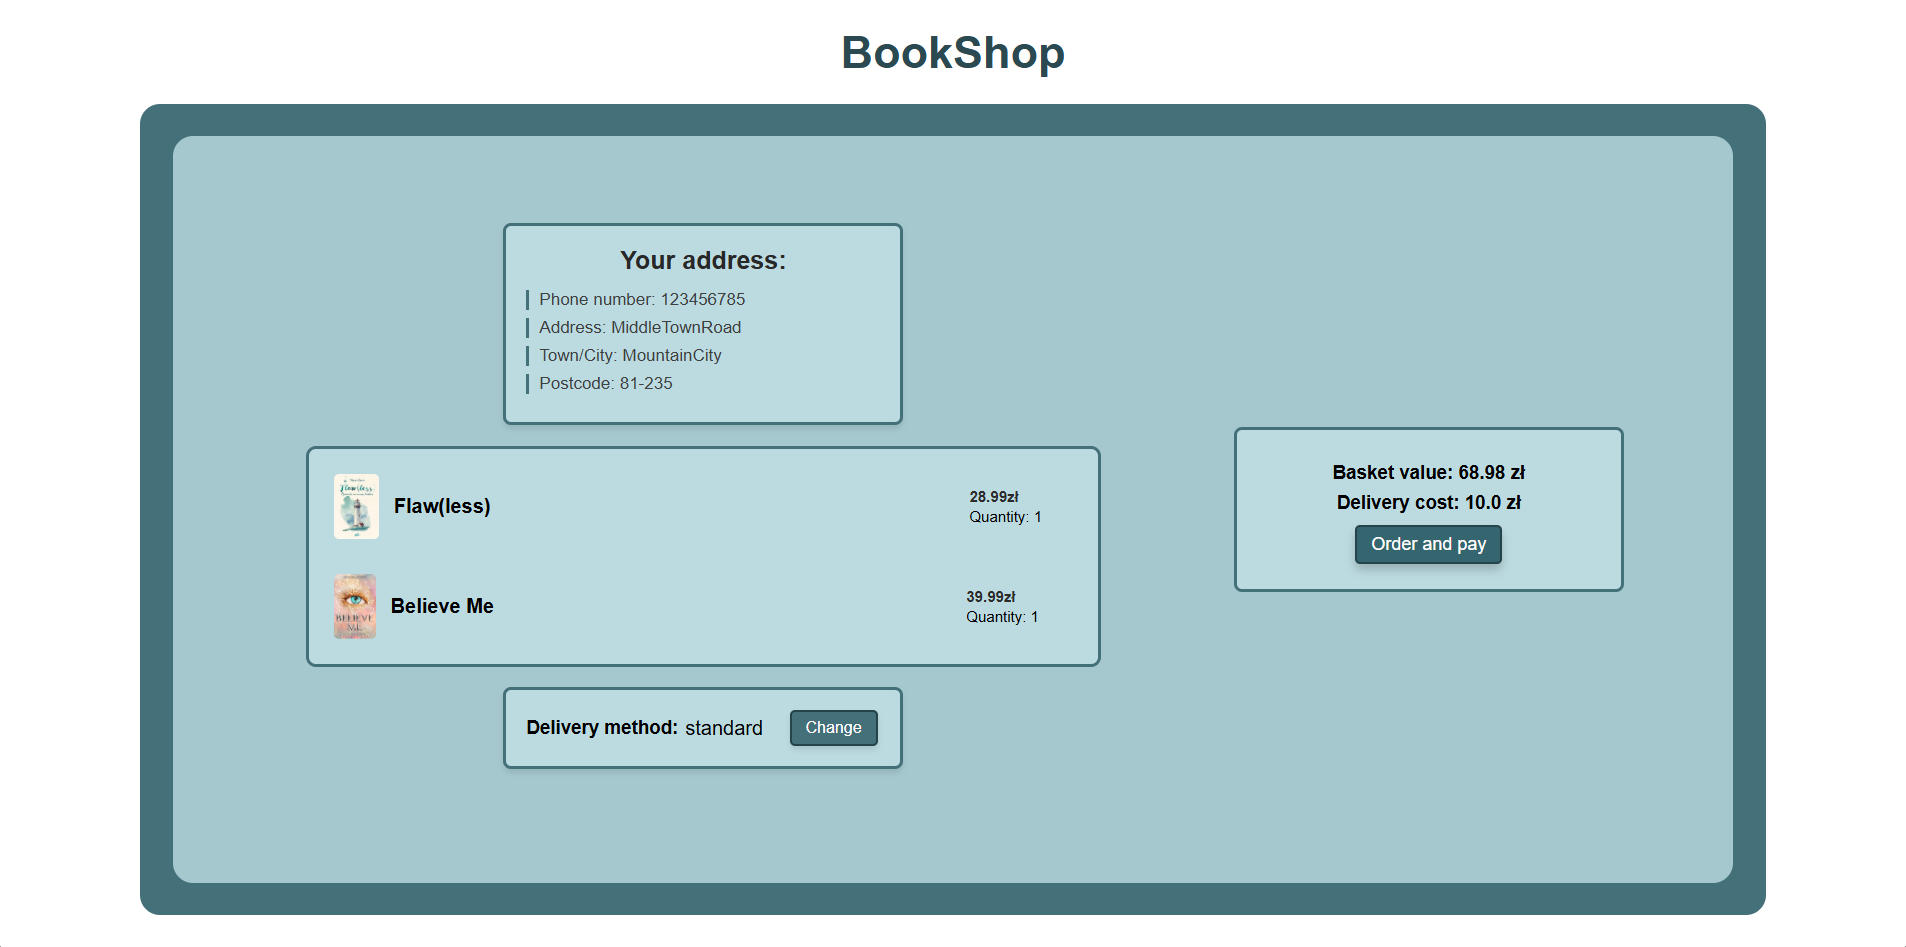 BookShop
Your address:
Phone number: 123456785
Address: MiddleTownRoad
Town/City: MountainCity
Postcode: 81-235
Flaw(less)
28.99zł
Quantity: 1
BELIEVE
ME
Believe Me
39.99zł
Quantity: 1
Delivery method: standard
Change
Basket value: 68.98 zł
Delivery cost: 10.0 zł
Order and pay